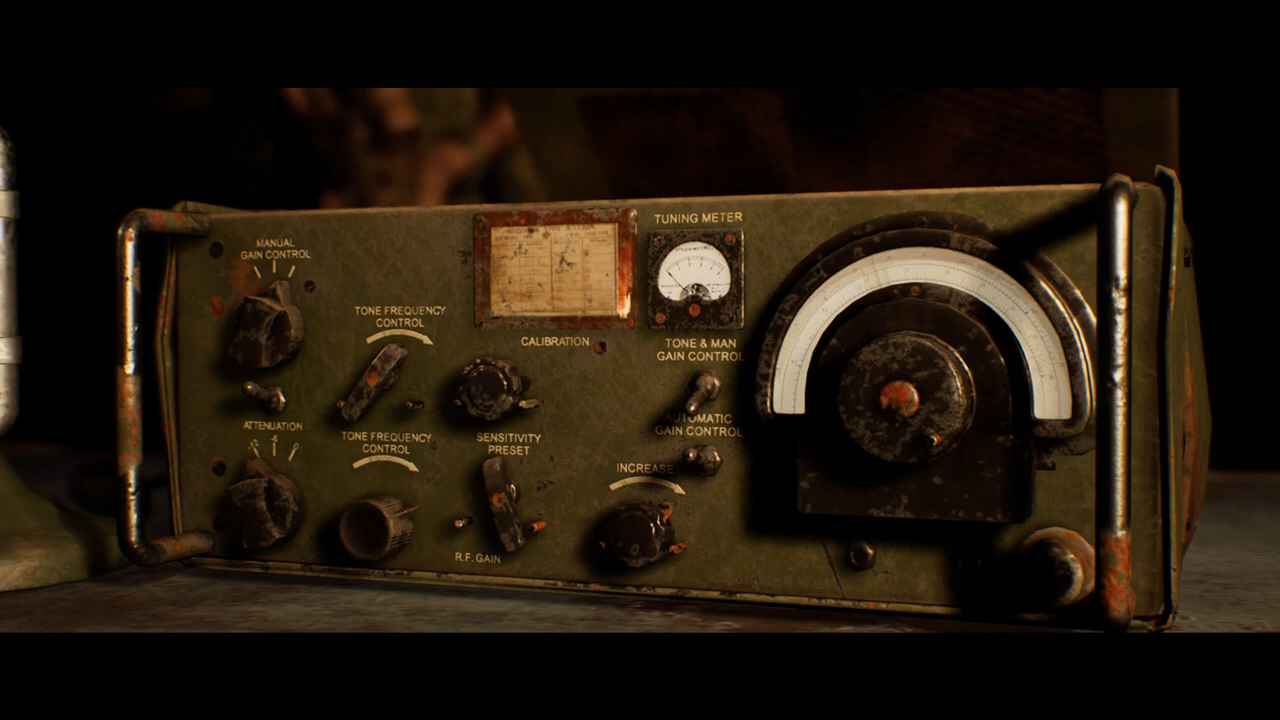 MANUAL
GAIN CONTROL
TONE FREQUENCY
CONTROL
CALIBRATION
TUNING METER
TONE & MAN
GAIN CONTROL
AUTOMATIC
GAIN CONTROL
ATTENUATION
TONE FREQUENCY
CONTROL
SENSITIVITY
PRESET
INCREASE
R.F. GAIN